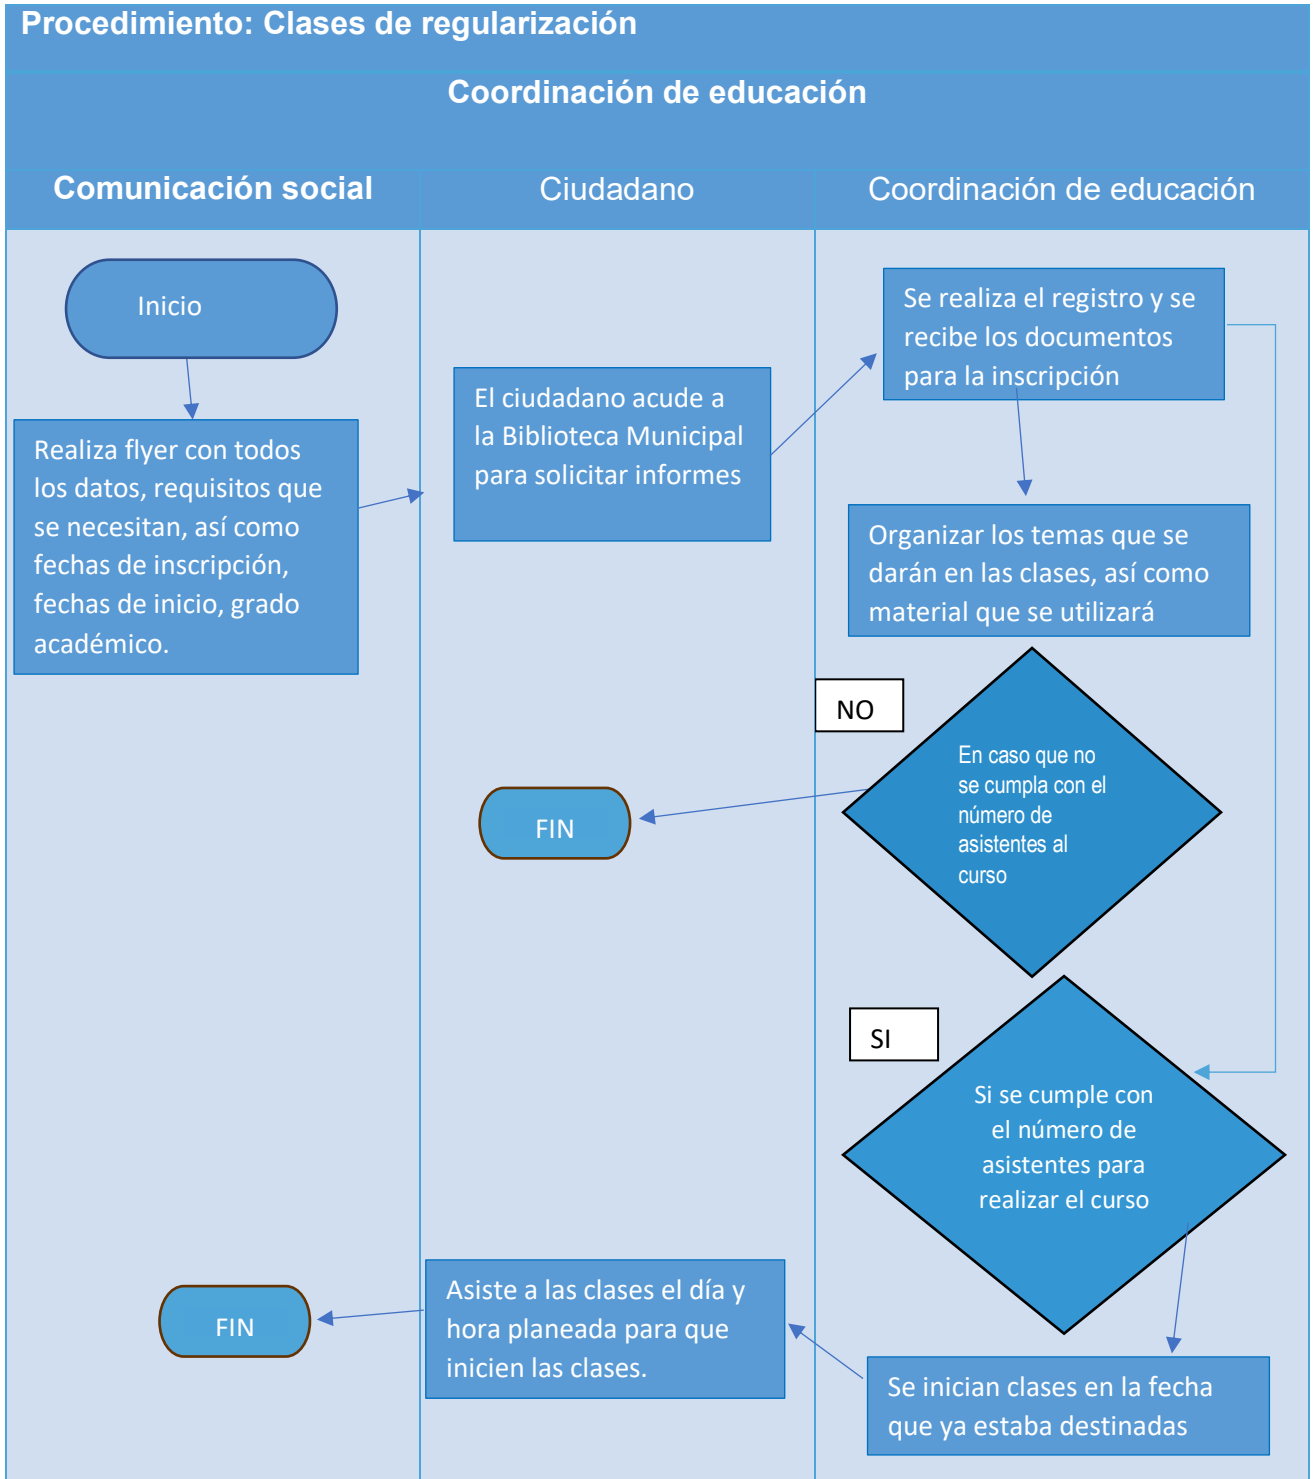 Procedimiento: Clases de regularización
Coordinación de educación
Comunicación social
Ciudadano
Coordinación de educación
Inicio
Realiza flyer con todos
los datos, requisitos que
se necesitan, así como
fechas de inscripción,
fechas de inicio, grado
académico.
El ciudadano acude a
la Biblioteca Municipal
para solicitar informes
Se realiza el registro y se
recibe los documentos
para la inscripción
Organizar los temas que se
darán en las clases, así como
material que se utilizará
NO
En caso que no
se cumpla con el
número de
asistentes al
curso
FIN
SI
Si se cumple con
el número de
asistentes para
realizar el curso
Se inician clases en la fecha
que ya estaba destinadas
Asiste a las clases el día y
hora planeada para que
inicien las clases.
FIN